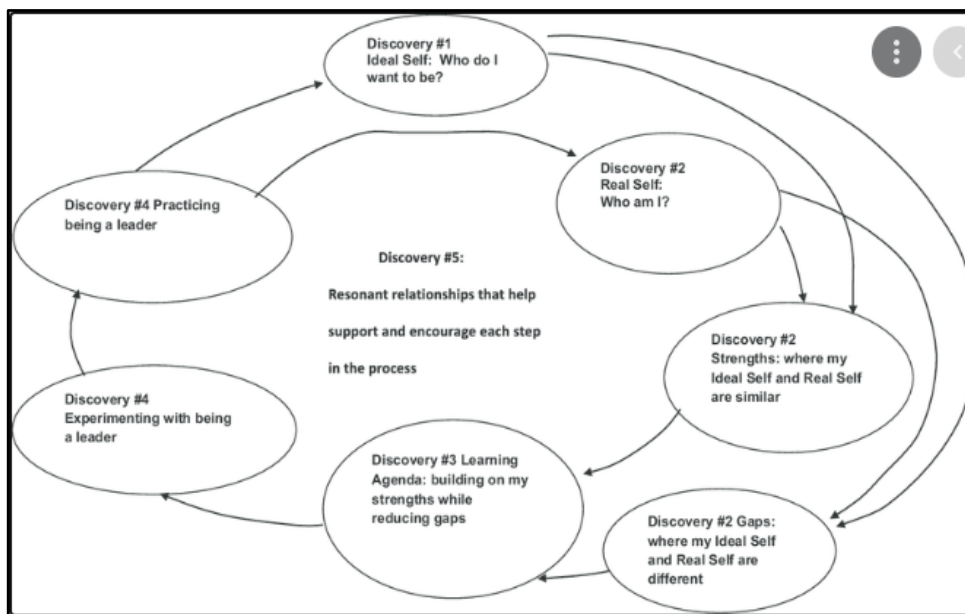 Discovery #1
Ideal Self: Who do I
want to be?
Discovery #2
Real Self:
Who am I?
Discovery #4 Practicing
being a leader
Discovery #5:
Resonant relationships that help
support and encourage each step
in the process
Discovery #2
Strengths: where my
Ideal Self and Real Self
are similar
Discovery #4
Experimenting with being
a leader
Discovery #3 Learning
Agenda: building on my
strengths while
reducing gaps
Discovery #2 Gaps:
where my Ideal Self
and Real Self are
different